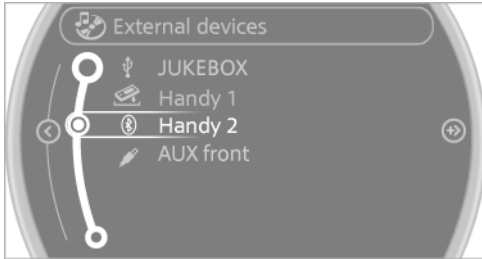 External devices
JUKEBOX
Handy 1
Handy 2
AUX front